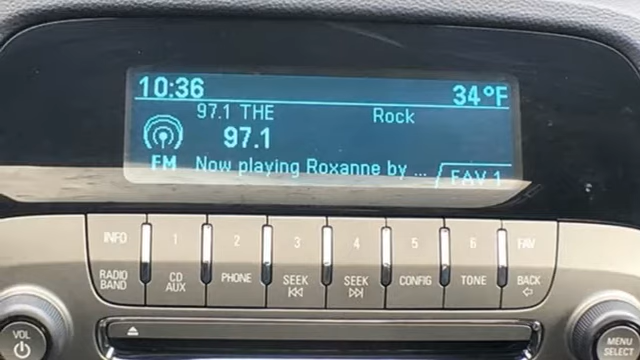 10:36 34°F
97.1 THE Rock
97.1
FM Now playing Roxanne by ... FAV 1
INFO 1 2 3 4 5 6 FAV
RADIO BAND CD AUX PHONE SEEK SEEK CONFIG TONE BACK
VOL MENU SELECT